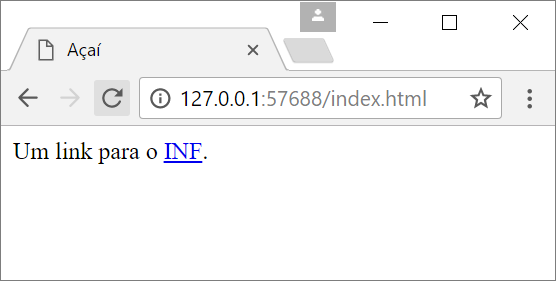 Açaí
127.0.0.1:57688/index.html
Um link para o INF.